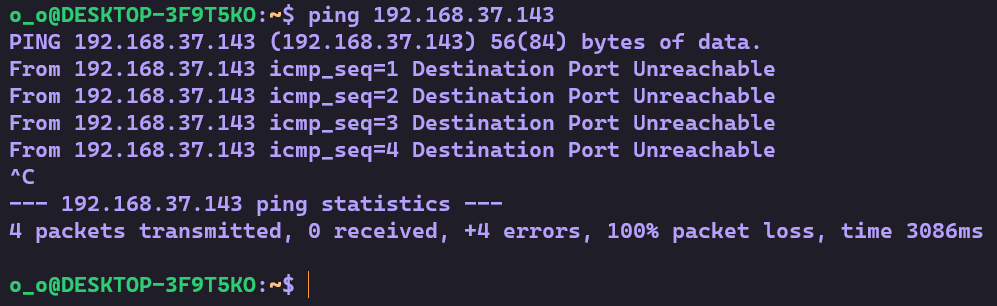 o_o@DESKTOP-3F9T5KO:~$ ping 192.168.37.143
PING 192.168.37.143 (192.168.37.143) 56(84) bytes of data.
From 192.168.37.143 icmp_seq=1 Destination Port Unreachable
From 192.168.37.143 icmp_seq=2 Destination Port Unreachable
From 192.168.37.143 icmp_seq=3 Destination Port Unreachable
From 192.168.37.143 icmp_seq=4 Destination Port Unreachable
^C
--- 192.168.37.143 ping statistics ---
4 packets transmitted, 0 received, +4 errors, 100% packet loss, time 3086ms
o_o@DESKTOP-3F9T5KO:~$